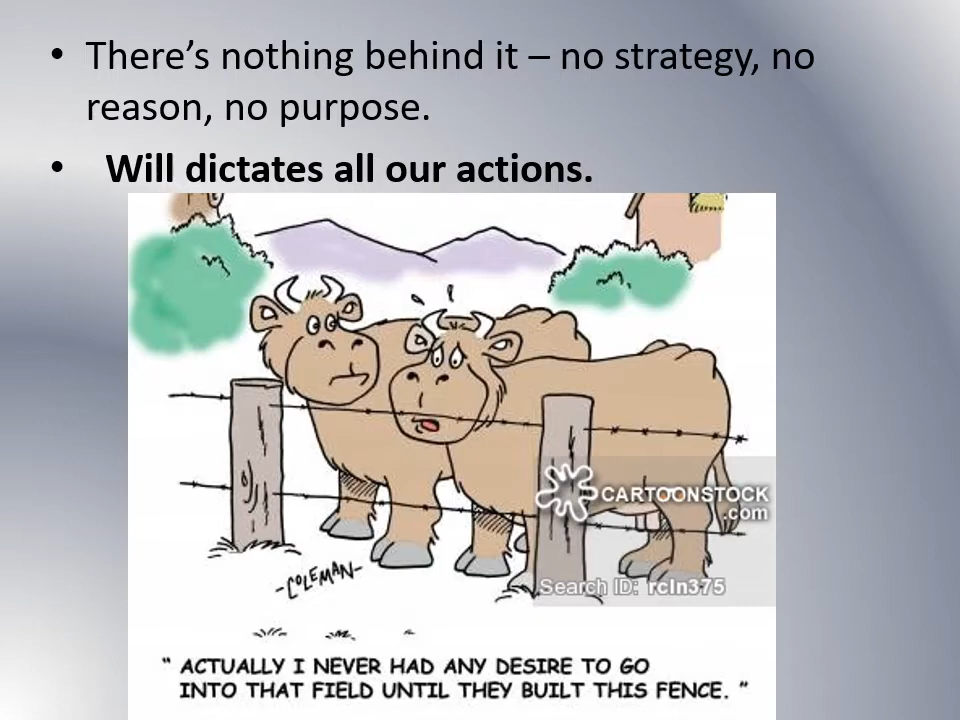 • There’s nothing behind it – no strategy, no
reason, no purpose.
• Will dictates all our actions.
-COLEMAN-
CARTOONSTOCK
.com
Search ID: rcln375
“ ACTUALLY I NEVER HAD ANY DESIRE TO GO
INTO THAT FIELD UNTIL THEY BUILT THIS FENCE. ”